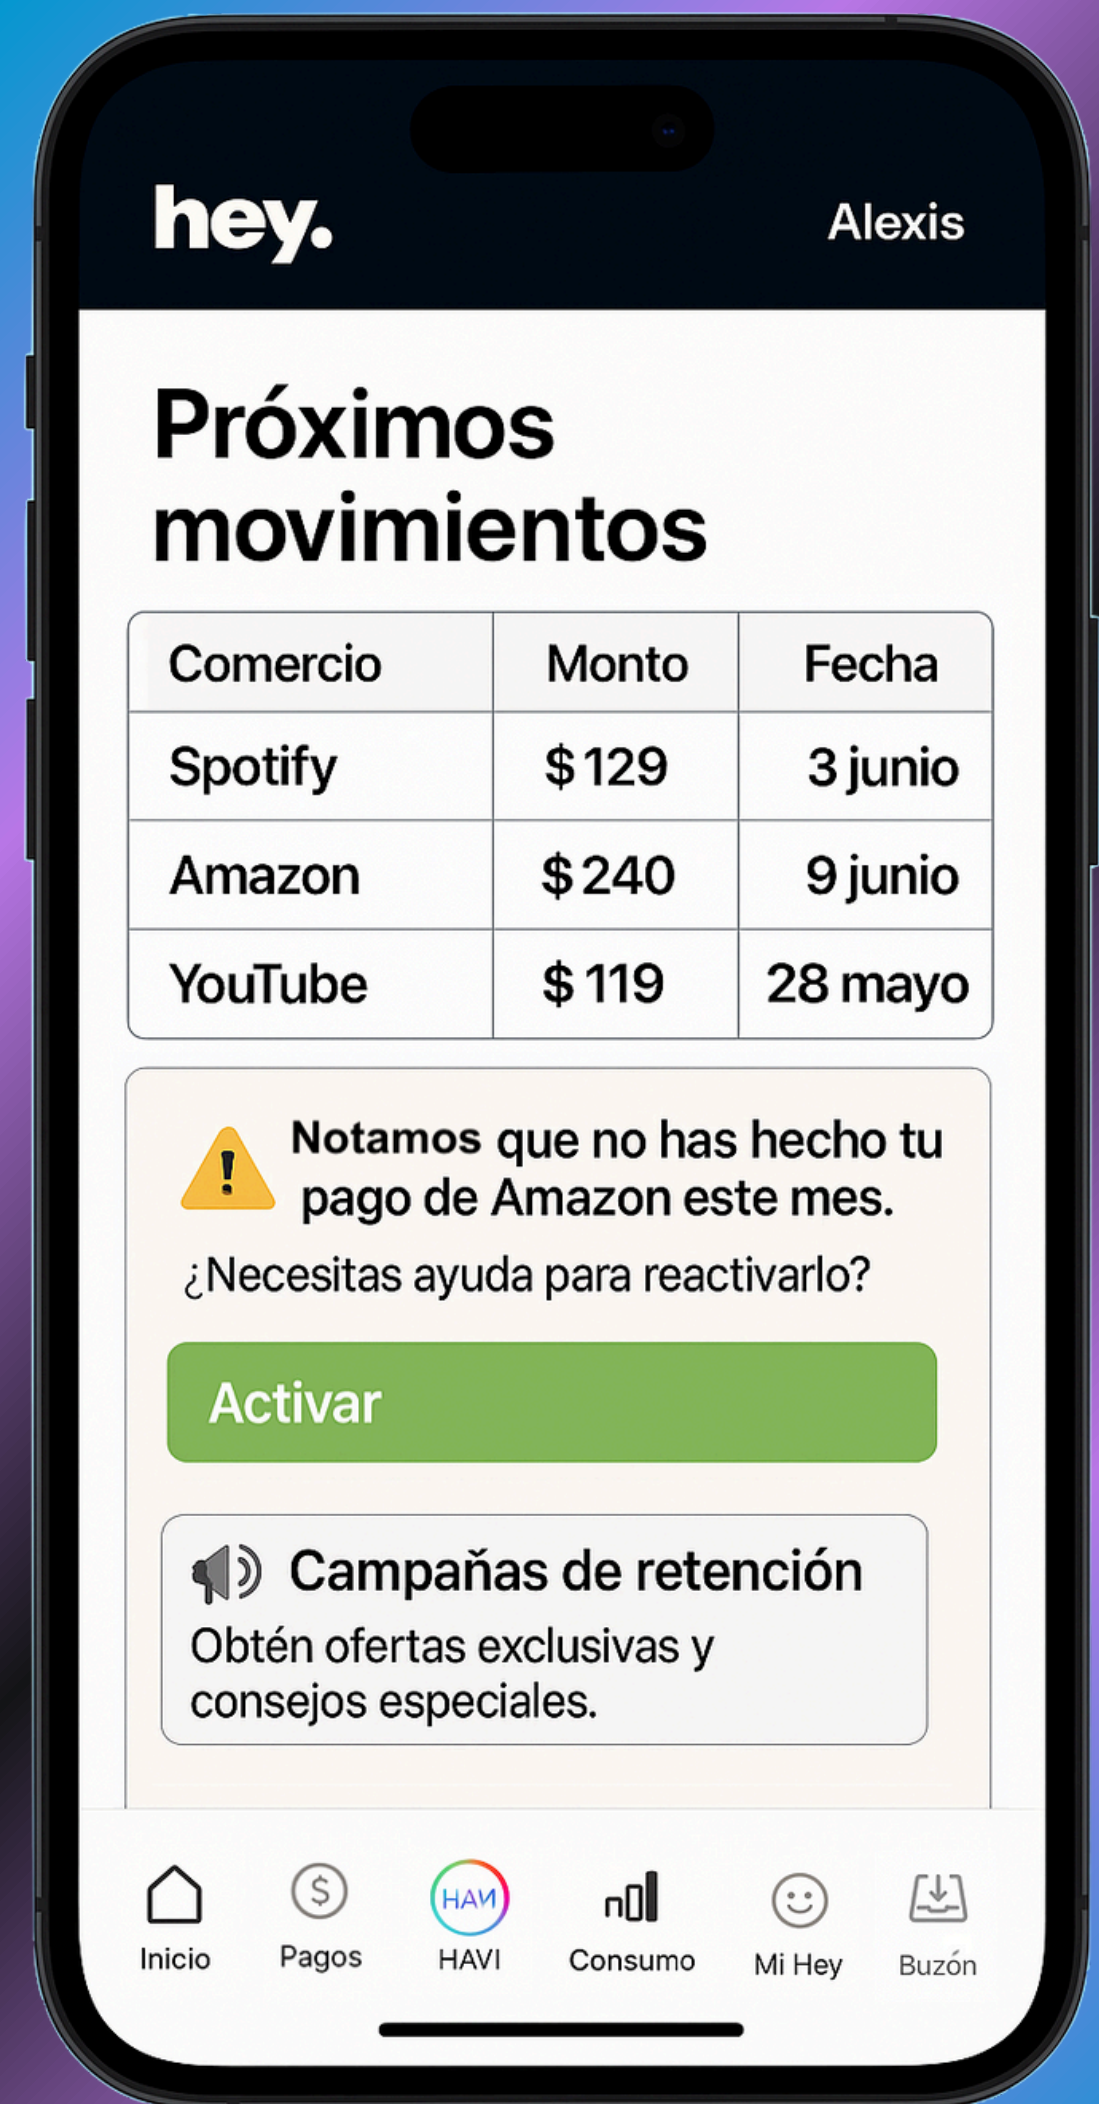 hey.
Alexis
Próximos
movimientos
Comercio Monto Fecha
Spotify $129 3 junio
Amazon $240 9 junio
YouTube $119 28 mayo
Notamos que no has hecho tu
pago de Amazon este mes.
¿Necesitas ayuda para reactivarlo?
Activar
Campaňas de retención
Obtén ofertas exclusivas y
consejos especiales.
HAVI
Inicio Pagos HAVI Consumo Mi Hey Buzón